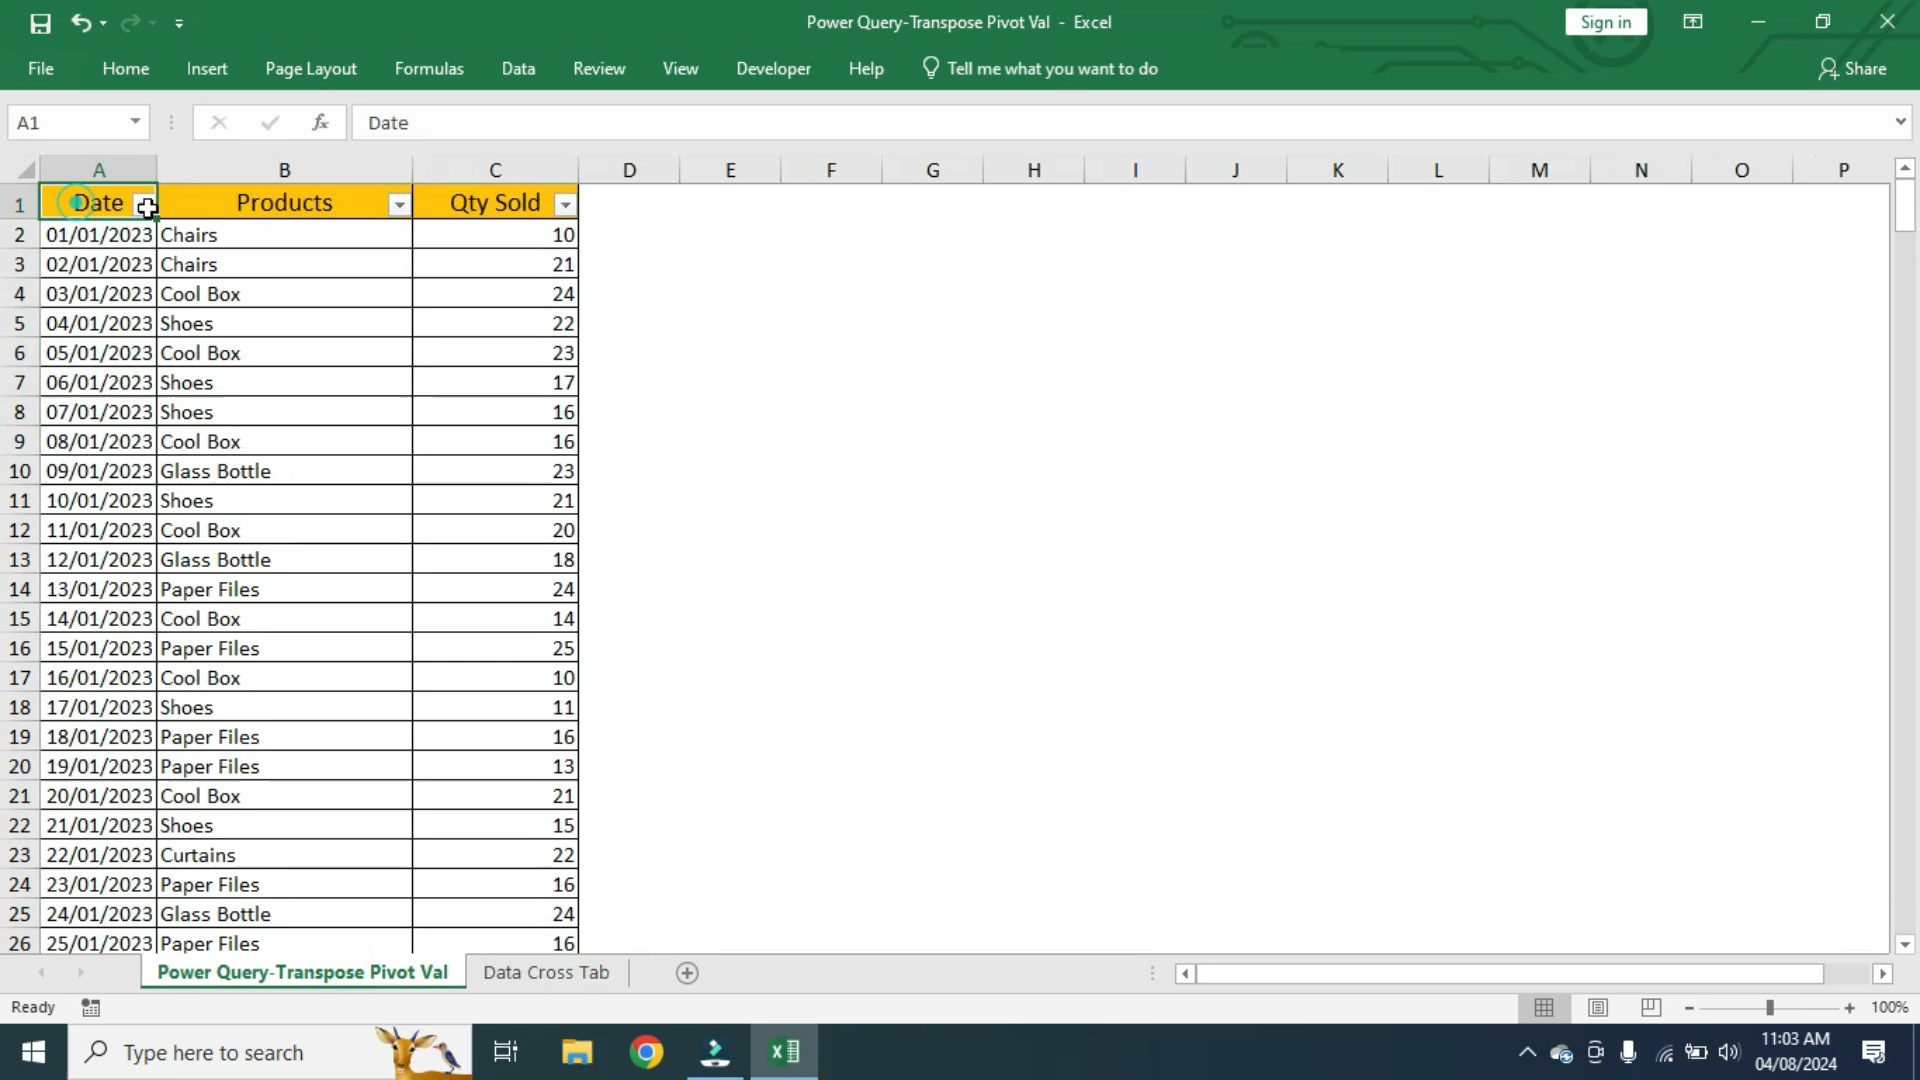 Power Query-Transpose Pivot Val - Excel
Sign in
File Home Insert Page Layout Formulas Data Review View Developer Help Tell me what you want to do Share
A1 fx Date
A B C D E F G H I J K L M N O P
1 Date Products Qty Sold
2 01/01/2023 Chairs 10
3 02/01/2023 Chairs 21
4 03/01/2023 Cool Box 24
5 04/01/2023 Shoes 22
6 05/01/2023 Cool Box 23
7 06/01/2023 Shoes 17
8 07/01/2023 Shoes 16
9 08/01/2023 Cool Box 16
10 09/01/2023 Glass Bottle 23
11 10/01/2023 Shoes 21
12 11/01/2023 Cool Box 20
13 12/01/2023 Glass Bottle 18
14 13/01/2023 Paper Files 24
15 14/01/2023 Cool Box 14
16 15/01/2023 Paper Files 25
17 16/01/2023 Cool Box 10
18 17/01/2023 Shoes 11
19 18/01/2023 Paper Files 16
20 19/01/2023 Paper Files 13
21 20/01/2023 Cool Box 21
22 21/01/2023 Shoes 15
23 22/01/2023 Curtains 22
24 23/01/2023 Paper Files 16
25 24/01/2023 Glass Bottle 24
26 25/01/2023 Paper Files 16
Power Query-Transpose Pivot Val Data Cross Tab
Ready 100%
Type here to search
11:03 AM
04/08/2024